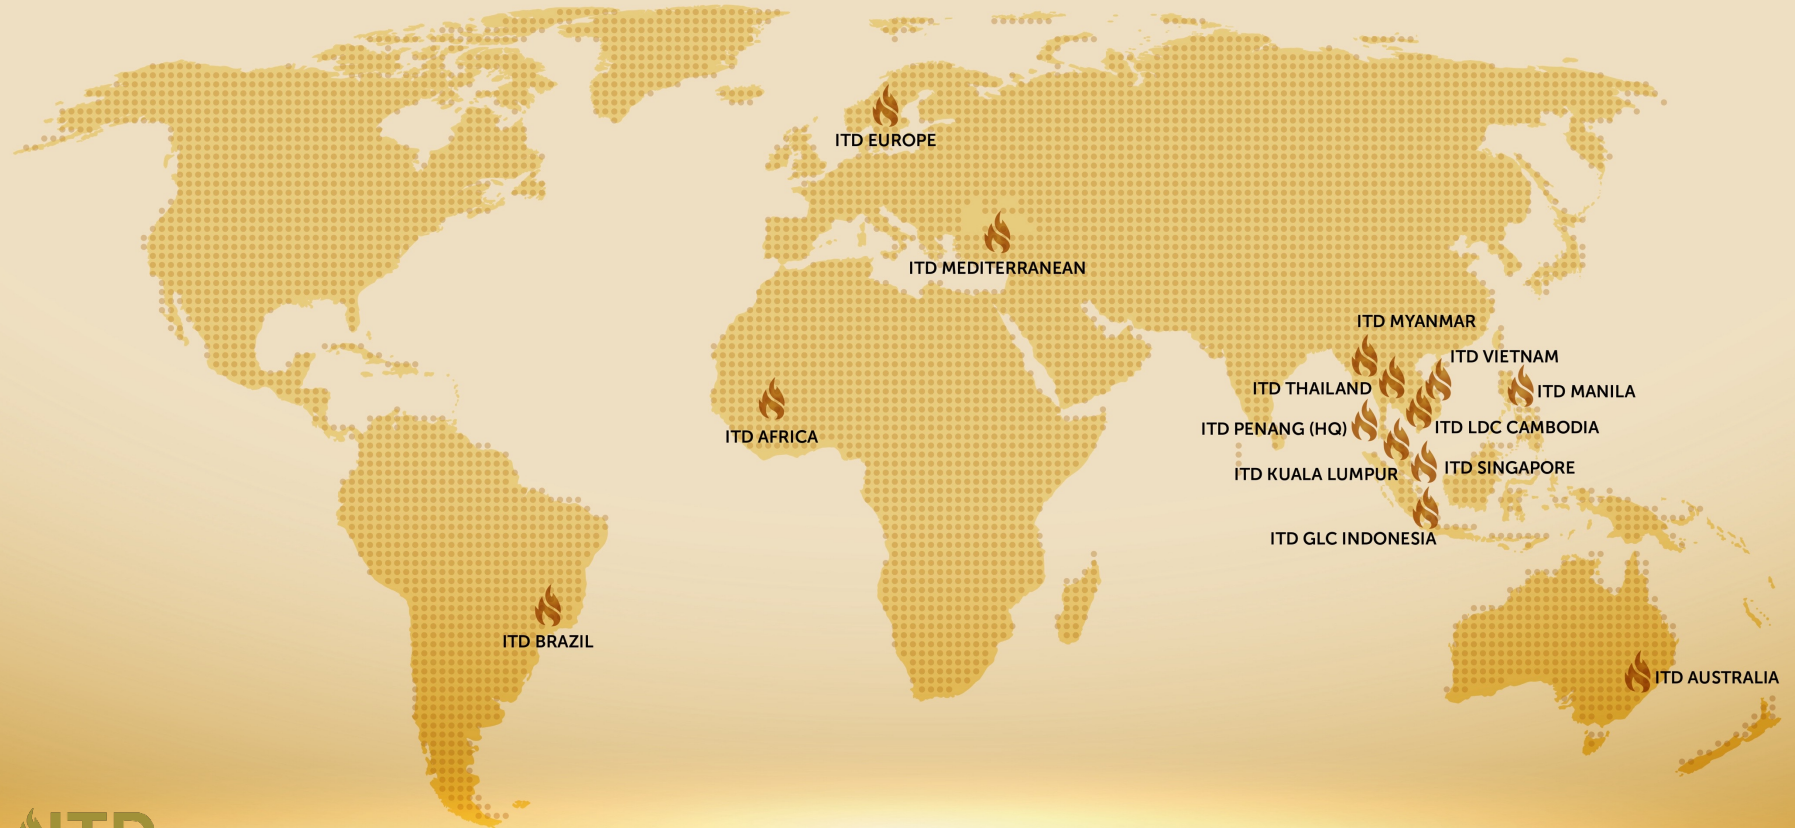 ITD EUROPE
ITD MEDITERRANEAN
ITD MYANMAR
ITD VIETNAM
ITD THAILAND
ITD MANILA
ITD PENANG (HQ)
ITD LDC CAMBODIA
ITD AFRICA
ITD KUALA LUMPUR
ITD SINGAPORE
ITD GLC INDONESIA
ITD BRAZIL
ITD AUSTRALIA
ITD